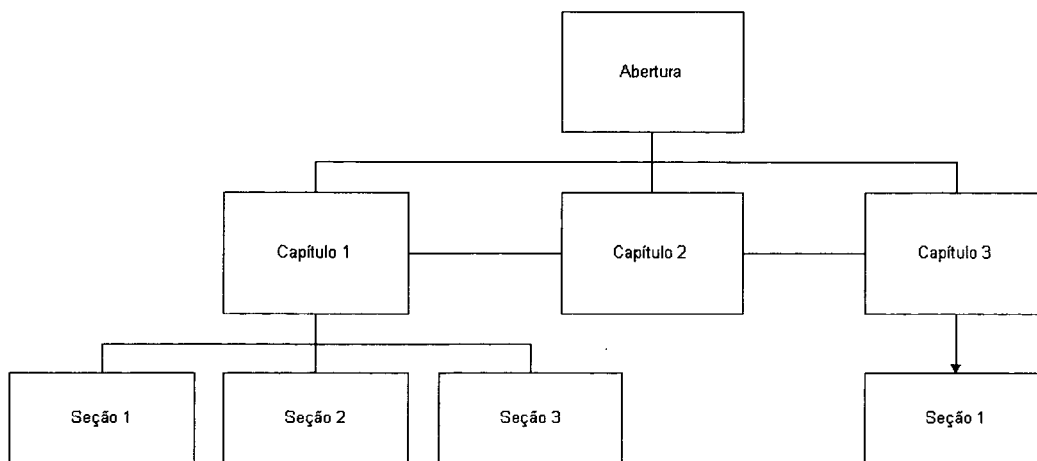 Abertura
Capítulo 1
Capítulo 2
Capítulo 3
Seção 1
Seção 2
Seção 3
Seção 1